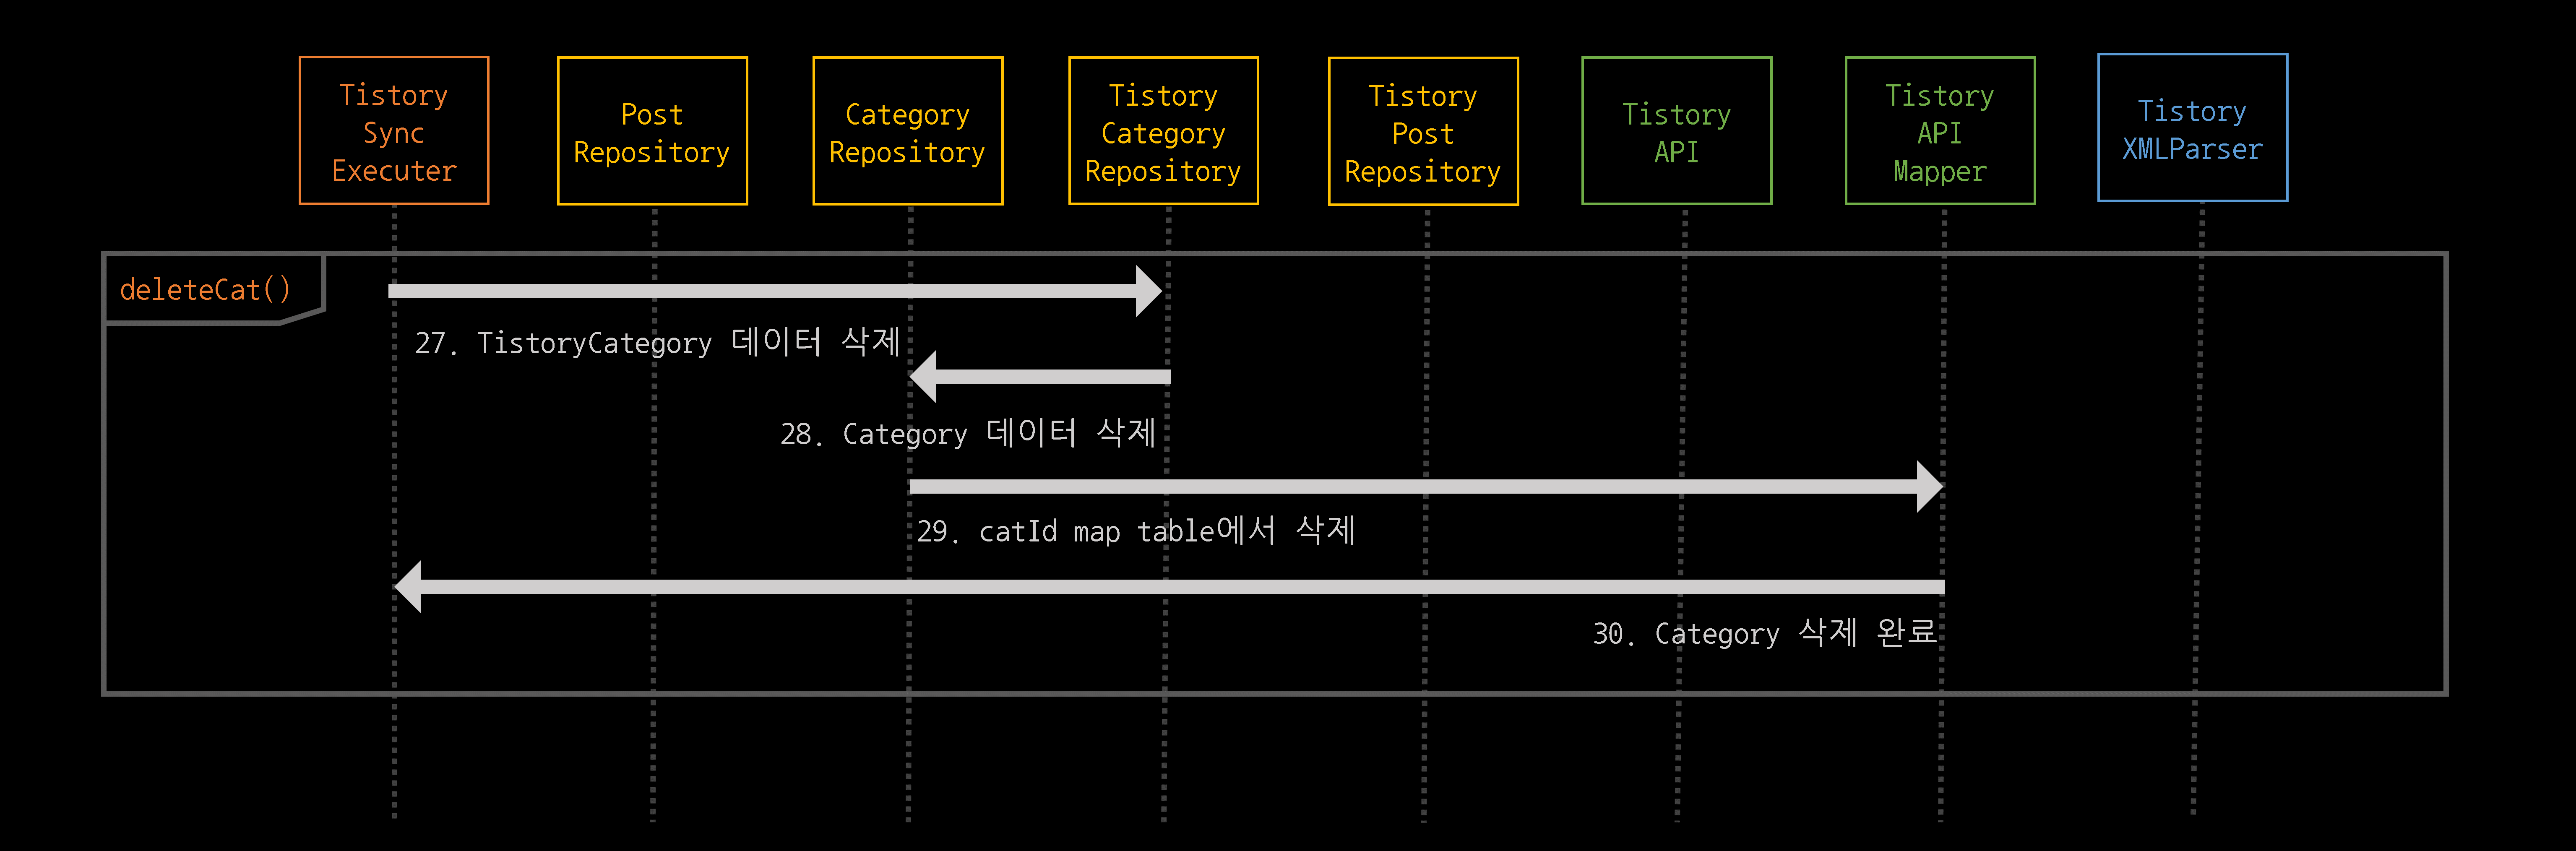 Tistory
Sync
Executer
Post
Repository
Category
Repository
Tistory
Category
Repository
Tistory
Post
Repository
Tistory
API
Tistory
API
Mapper
Tistory
XMLParser
deleteCat()
27. TistoryCategory 데이터 삭제
28. Category 데이터 삭제
29. catId map table에서 삭제
30. Category 삭제 완료